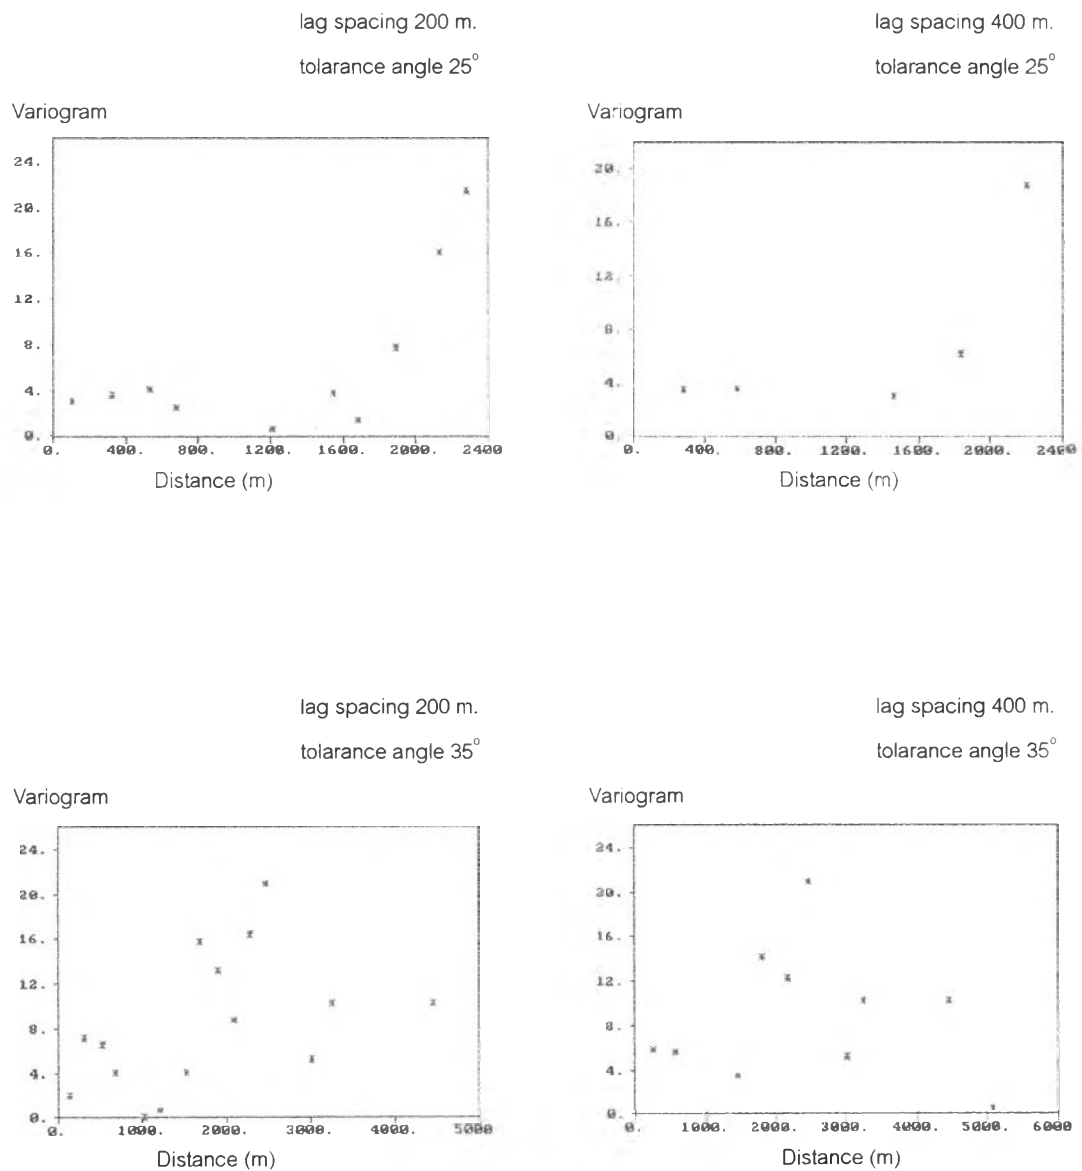 lag spacing 200 m.
tolarance angle 25°
Variogram
24.
20.
16.
12.
8.
4.
0.
0. 400. 800. 1200. 1600. 2000. 2400
Distance (m)
lag spacing 400 m.
tolarance angle 25°
Variogram
20.
16.
12.
8.
4.
0.
0. 400. 800. 1200. 1600. 2000. 2400
Distance (m)
lag spacing 200 m.
tolarance angle 35°
Variogram
24.
20.
16.
12.
8.
4.
0.
0. 1000. 2000. 3000. 4000. 5000
Distance (m)
lag spacing 400 m.
tolarance angle 35°
Variogram
24.
20.
16.
12.
8.
4.
0.
0. 1000. 2000. 3000. 4000. 5000. 6000
Distance (m)